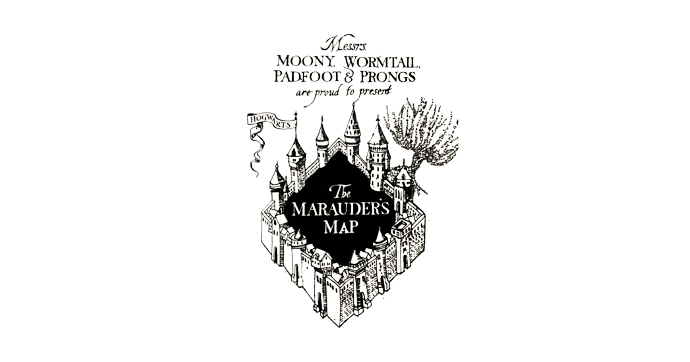 Messrs.
MOONY, WORMTAIL,
PADFOOT & PRONGS
are proud to present
HOGWARTS
The
MARAUDER'S
MAP